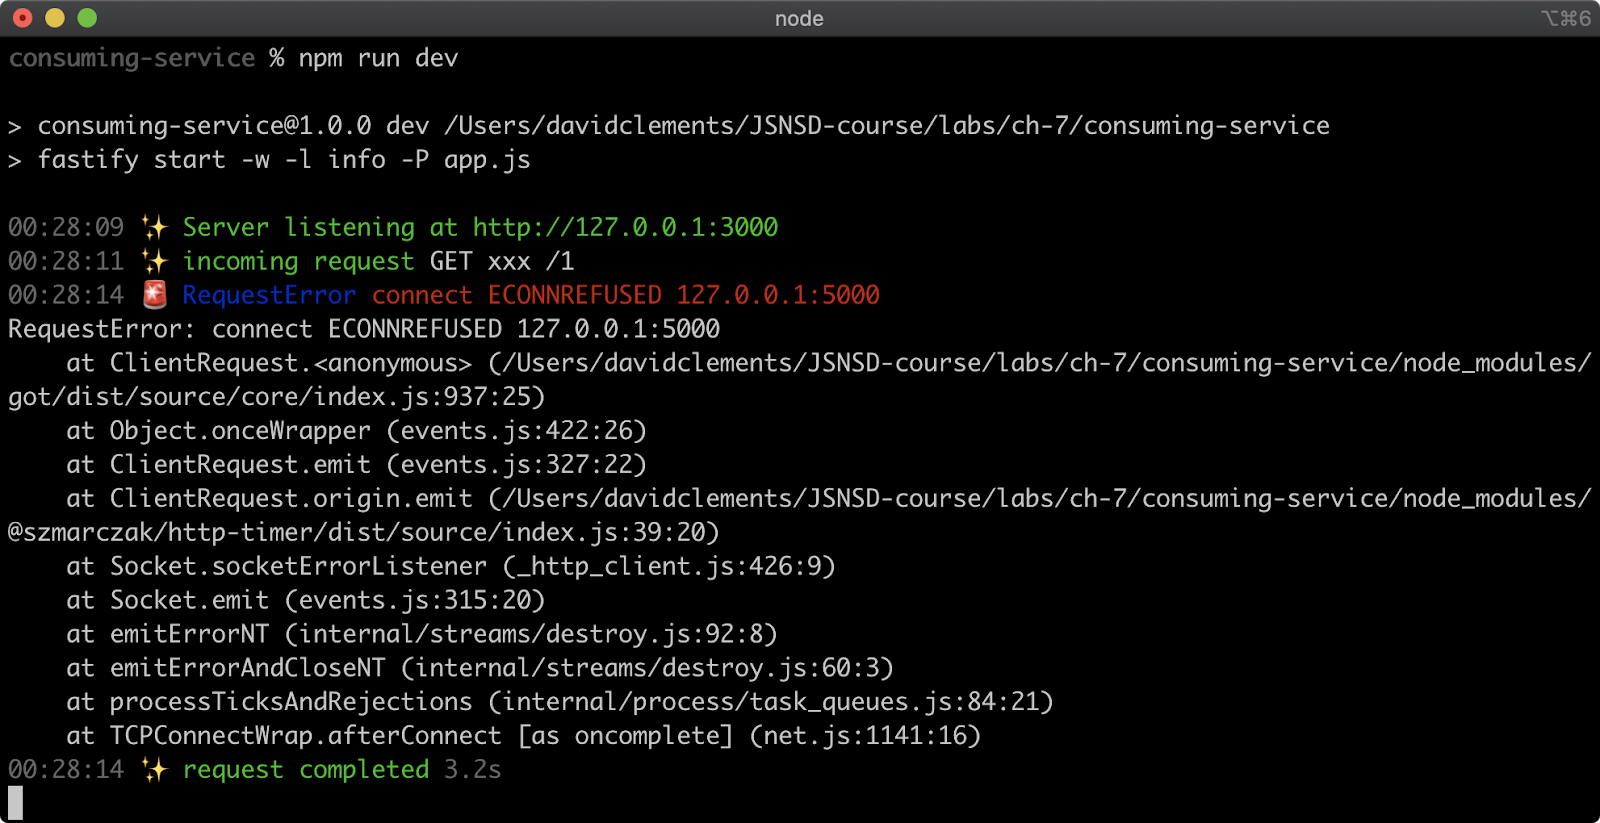 node
⌥⌘6
consuming-service % npm run dev
> consuming-service@1.0.0 dev /Users/davidclements/JSNSD-course/labs/ch-7/consuming-service
> fastify start -w -l info -P app.js
00:28:09 ✨ Server listening at http://127.0.0.1:3000
00:28:11 ✨ incoming request GET xxx /1
00:28:14 🚨 RequestError connect ECONNREFUSED 127.0.0.1:5000
RequestError: connect ECONNREFUSED 127.0.0.1:5000
    at ClientRequest.<anonymous> (/Users/davidclements/JSNSD-course/labs/ch-7/consuming-service/node_modules/
got/dist/source/core/index.js:937:25)
    at Object.onceWrapper (events.js:422:26)
    at ClientRequest.emit (events.js:327:22)
    at ClientRequest.origin.emit (/Users/davidclements/JSNSD-course/labs/ch-7/consuming-service/node_modules/
@szmarczak/http-timer/dist/source/index.js:39:20)
    at Socket.socketErrorListener (_http_client.js:426:9)
    at Socket.emit (events.js:315:20)
    at emitErrorNT (internal/streams/destroy.js:92:8)
    at emitErrorAndCloseNT (internal/streams/destroy.js:60:3)
    at processTicksAndRejections (internal/process/task_queues.js:84:21)
    at TCPConnectWrap.afterConnect [as oncomplete] (net.js:1141:16)
00:28:14 ✨ request completed 3.2s